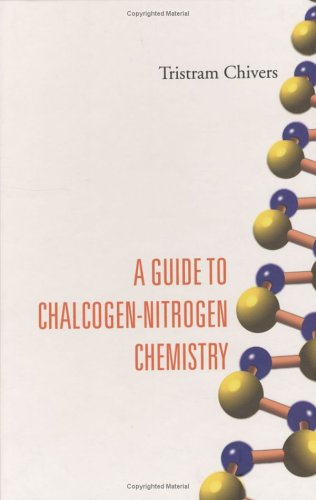 Copyrighted Material
Tristram Chivers
A GUIDE TO
CHALCOGEN-NITROGEN
CHEMISTRY
Copyrighted Material